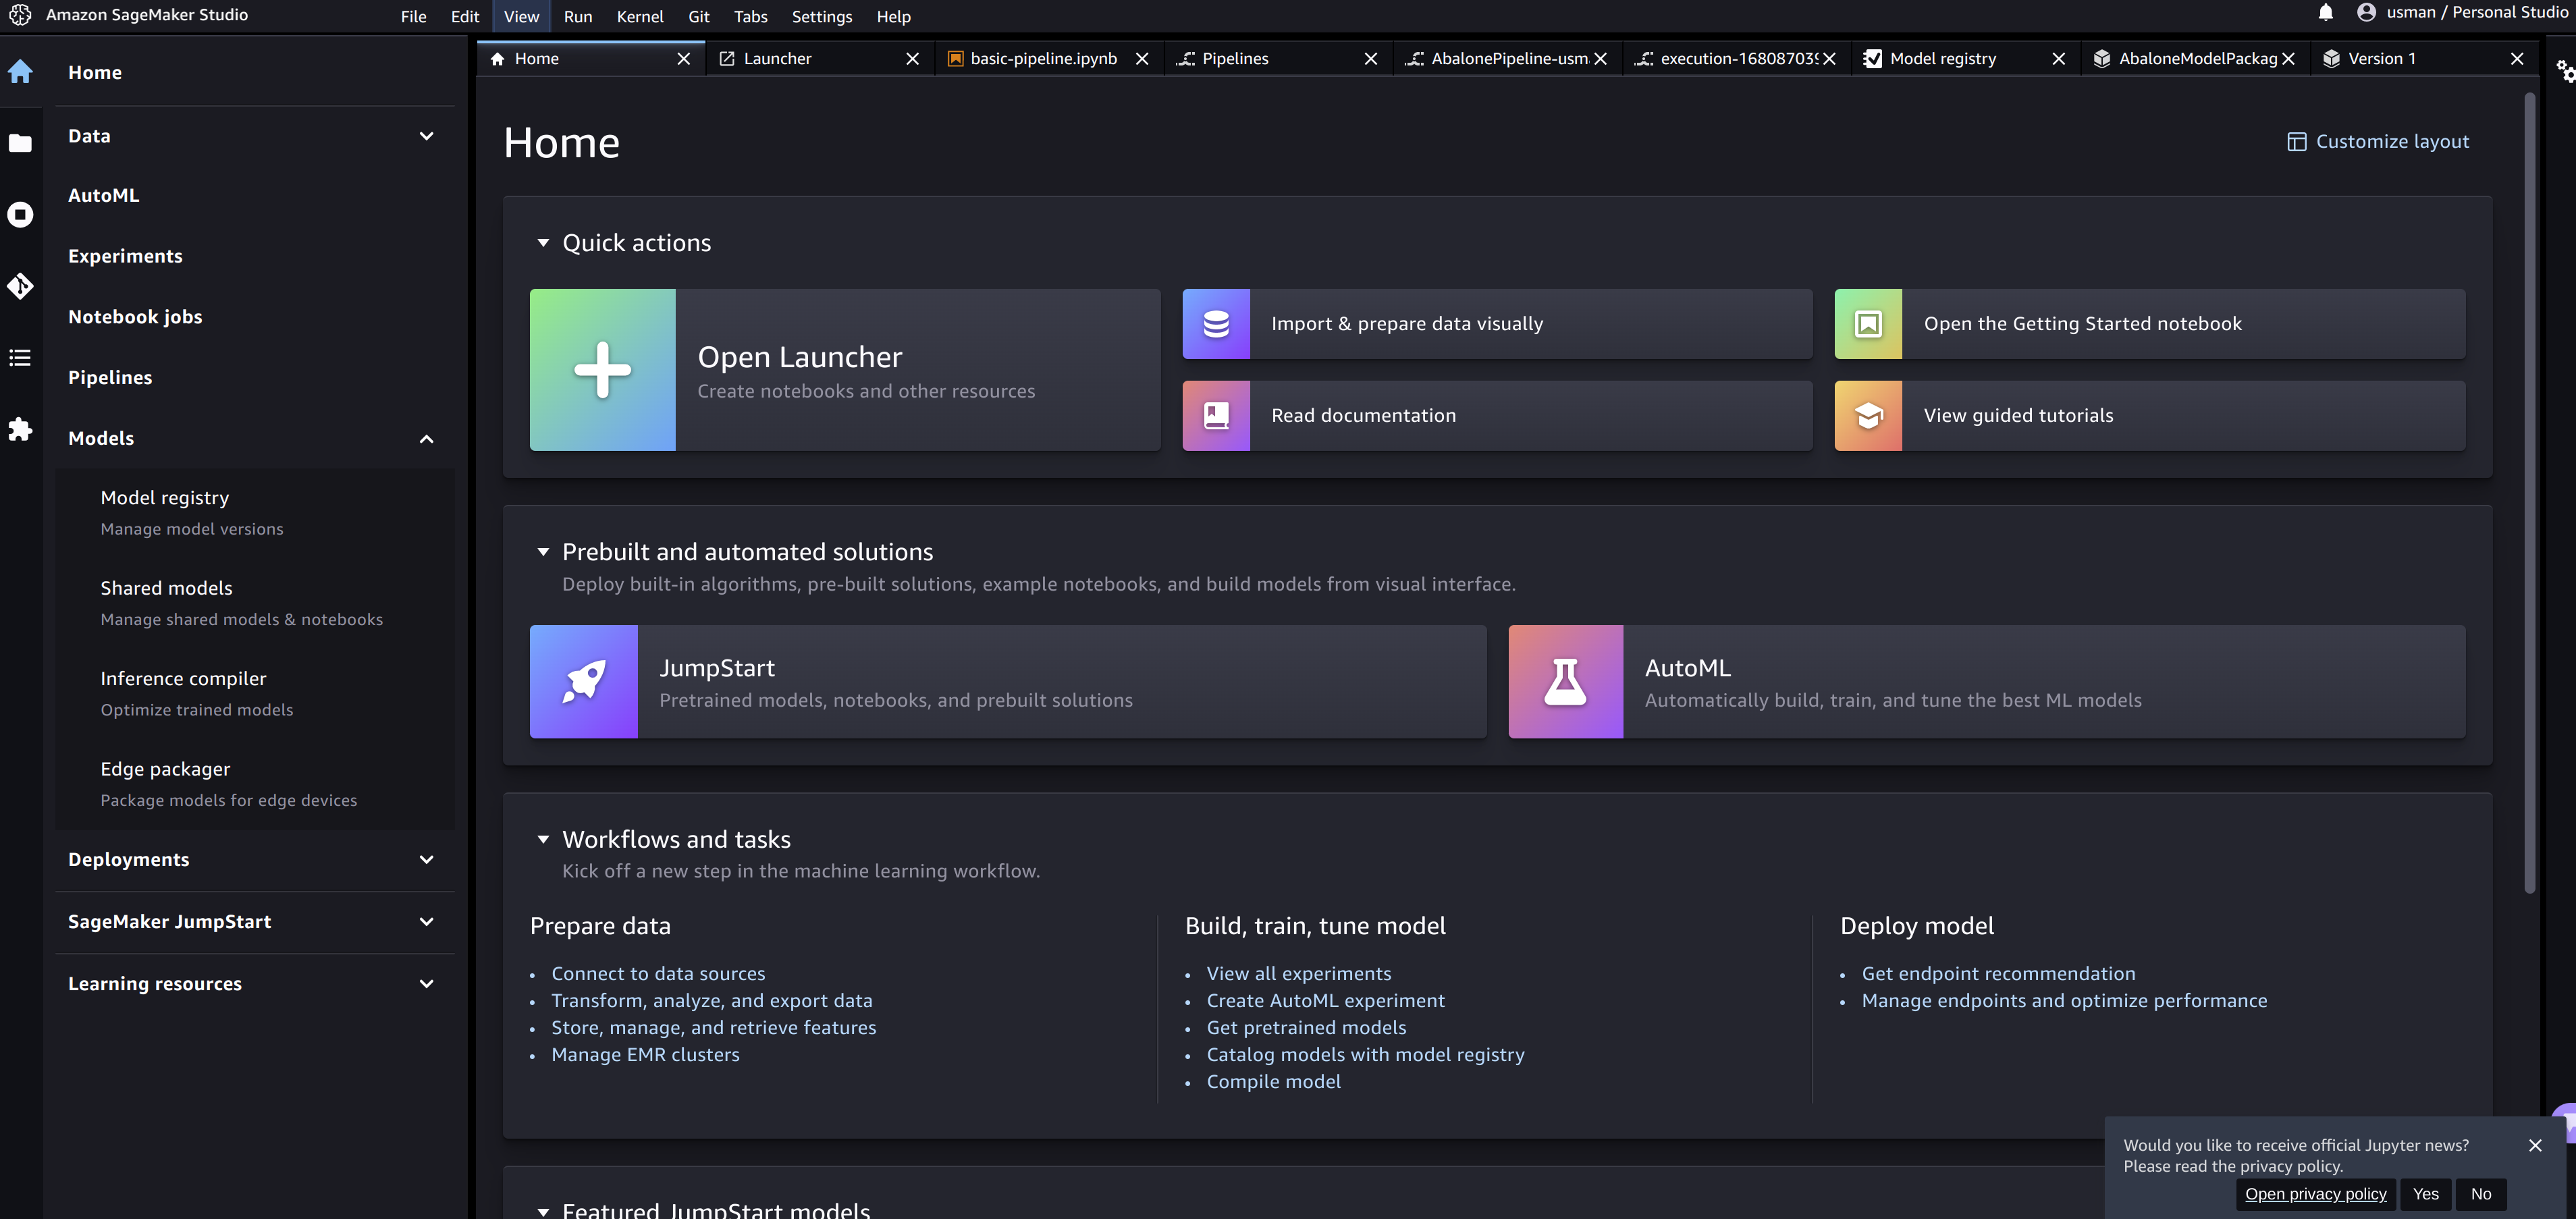 Amazon SageMaker Studio
File Edit View Run Kernel Git Tabs Settings Help
usman / Personal Studio
Home
Data
AutoML
Experiments
Notebook jobs
Pipelines
Models
Model registry
Manage model versions
Shared models
Manage shared models & notebooks
Inference compiler
Optimize trained models
Edge packager
Package models for edge devices
Deployments
SageMaker JumpStart
Learning resources
Home Launcher basic-pipeline.ipynb Pipelines AbalonePipeline-usm execution-168087039 Model registry AbaloneModelPackag Version 1
Home
Customize layout
Quick actions
Open Launcher
Create notebooks and other resources
Import & prepare data visually
Open the Getting Started notebook
Read documentation
View guided tutorials
Prebuilt and automated solutions
Deploy built-in algorithms, pre-built solutions, example notebooks, and build models from visual interface.
JumpStart
Pretrained models, notebooks, and prebuilt solutions
AutoML
Automatically build, train, and tune the best ML models
Workflows and tasks
Kick off a new step in the machine learning workflow.
Prepare data
• Connect to data sources
• Transform, analyze, and export data
• Store, manage, and retrieve features
• Manage EMR clusters
Build, train, tune model
• View all experiments
• Create AutoML experiment
• Get pretrained models
• Catalog models with model registry
• Compile model
Deploy model
• Get endpoint recommendation
• Manage endpoints and optimize performance
Featured JumpStart models
Would you like to receive official Jupyter news?
Please read the privacy policy.
Open privacy policy Yes No